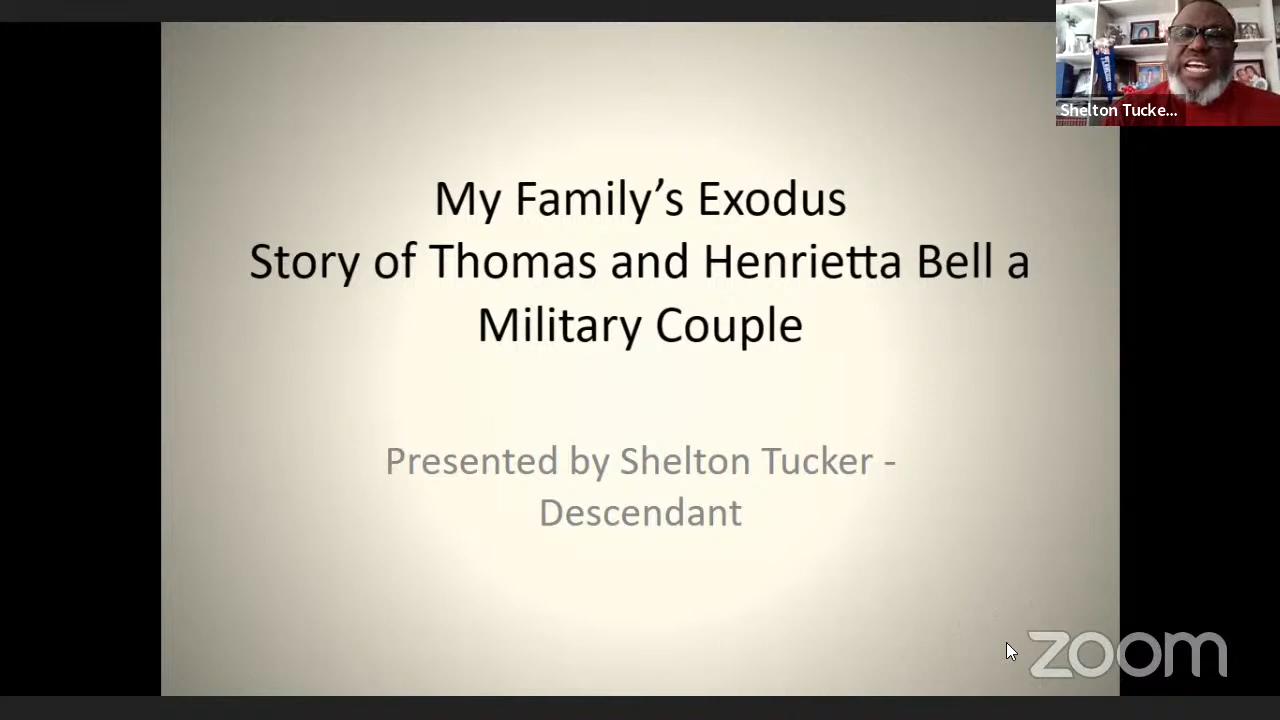 Shelton Tucke...
My Family’s Exodus
Story of Thomas and Henrietta Bell a
Military Couple
Presented by Shelton Tucker -
Descendant
zoom